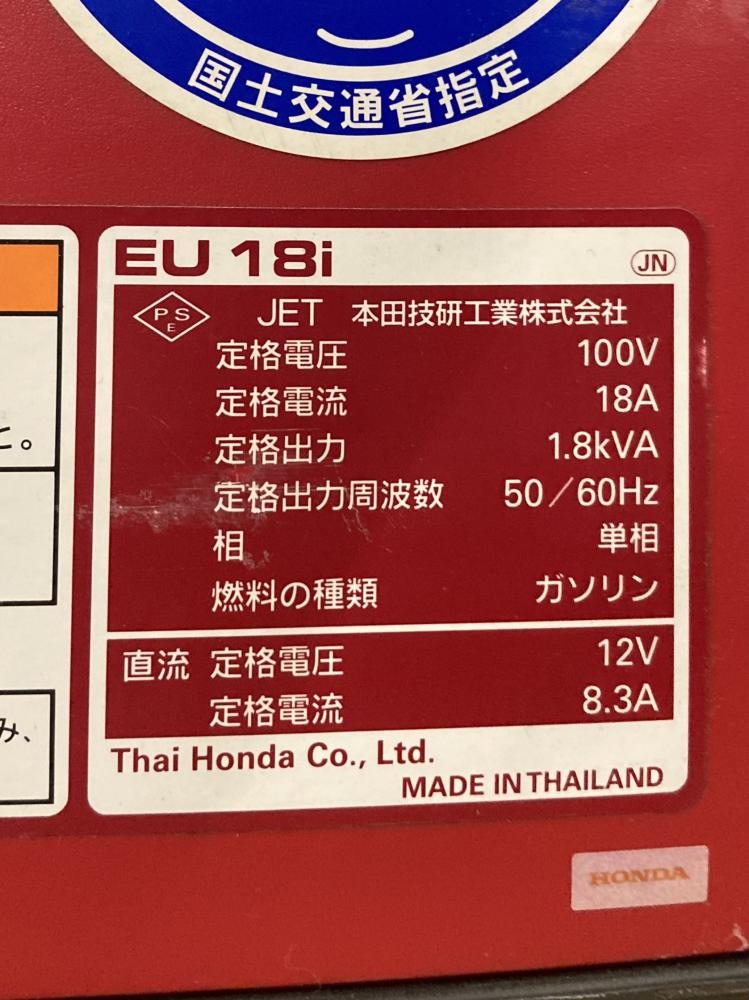 国土交通省指定
EU 18i
JN
PSE JET 本田技研工業株式会社
定格電圧 100V
定格電流 18A
定格出力 1.8kVA
定格出力周波数 50/60Hz
相 単相
燃料の種類 ガソリン
直流 定格電圧 12V
定格電流 8.3A
と。
み、
Thai Honda Co., Ltd.
MADE IN THAILAND
HONDA